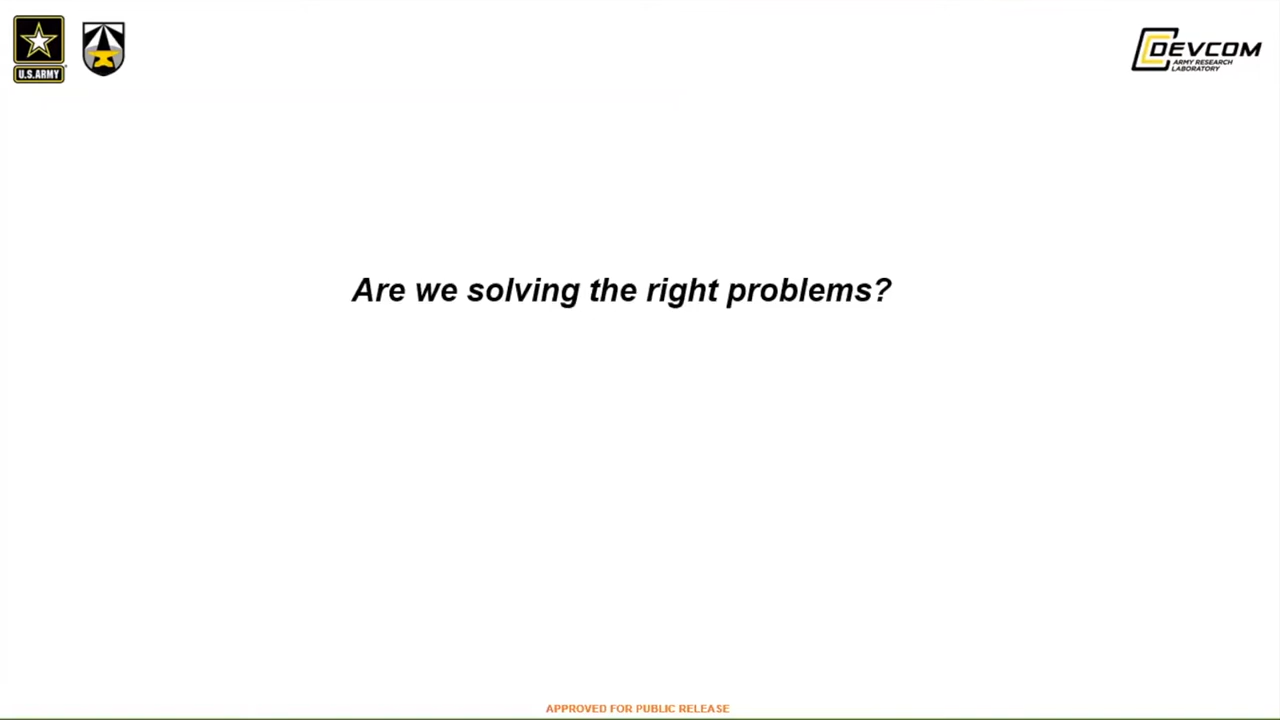 U.S.ARMY
DEVCOM
ARMY RESEARCH
LABORATORY
Are we solving the right problems?
APPROVED FOR PUBLIC RELEASE